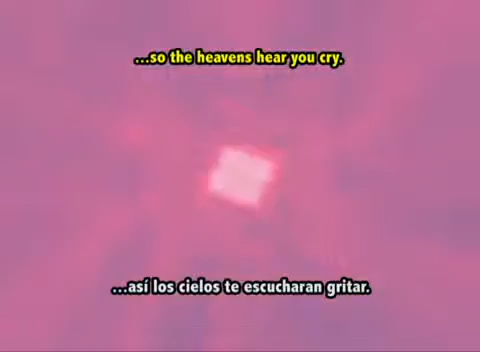 ...so the heavens hear you cry.
...así los cielos te escucharan gritar.